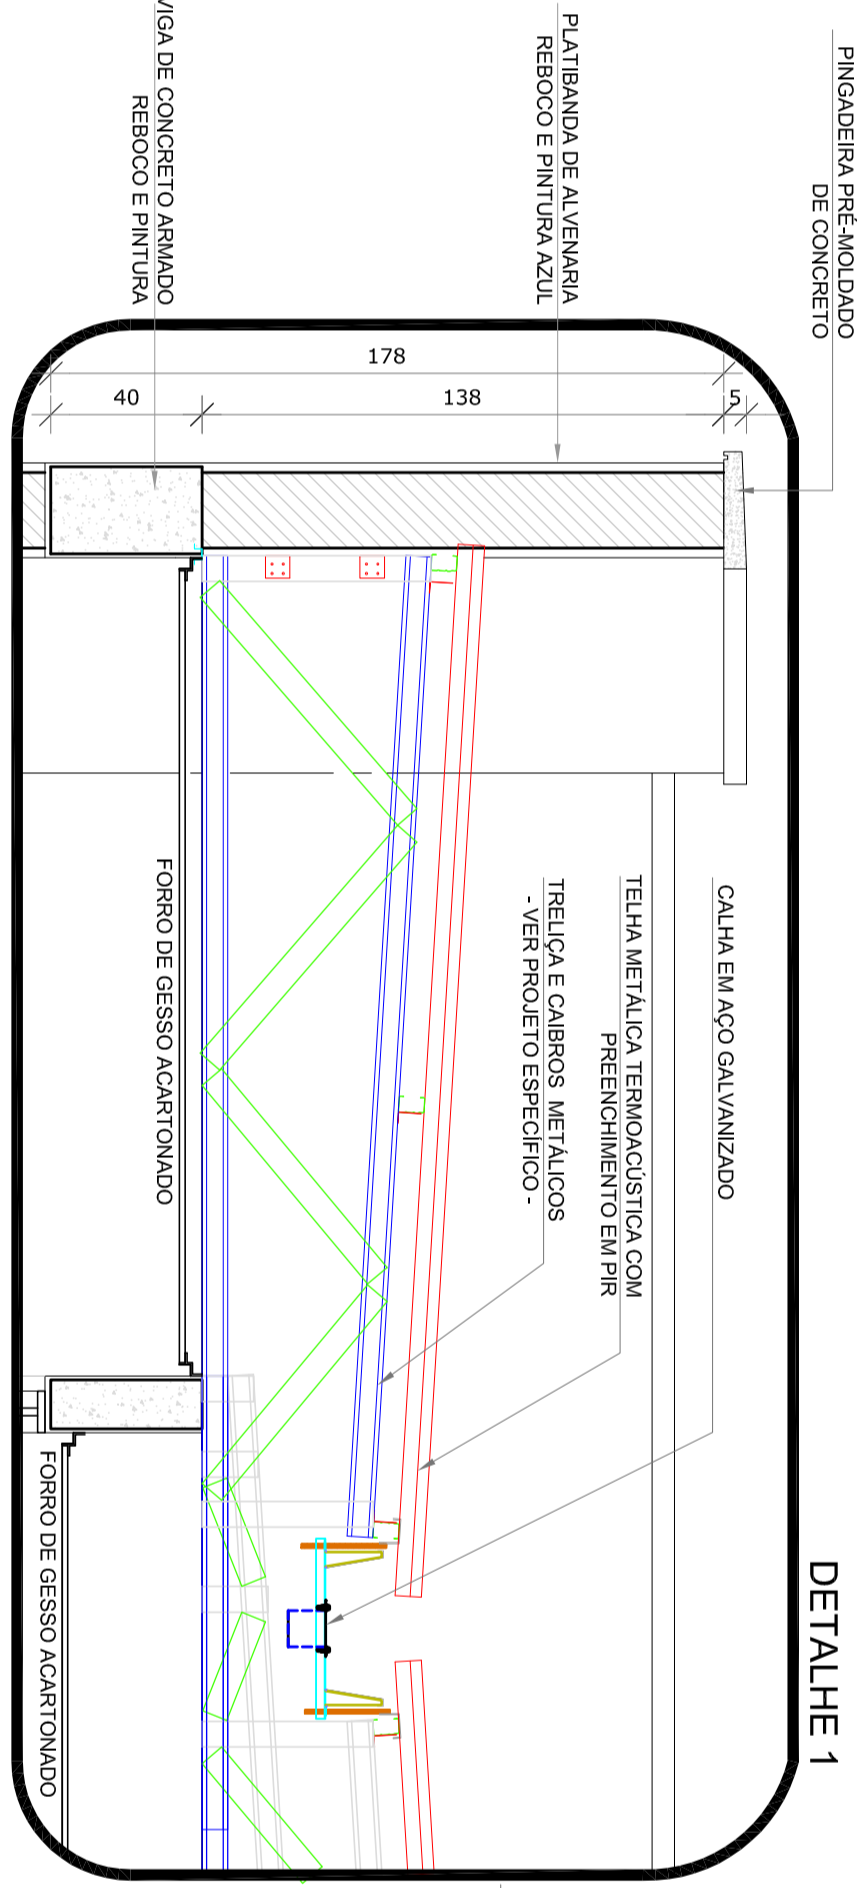 DETALHE 1
PINGADEIRA PRÉ-MOLDADO
DE CONCRETO
PLATIBANDA DE ALVENARIA
REBOCO E PINTURA AZUL
VIGA DE CONCRETO ARMADO
REBOCO E PINTURA
178
40
138
5
CALHA EM AÇO GALVANIZADO
TELHA METÁLICA TERMOACÚSTICA COM
PREENCHIMENTO EM PIR
TRELIÇA E CAIBROS METÁLICOS
- VER PROJETO ESPECÍFICO -
FORRO DE GESSO ACARTONADO
FORRO DE GESSO ACARTONADO